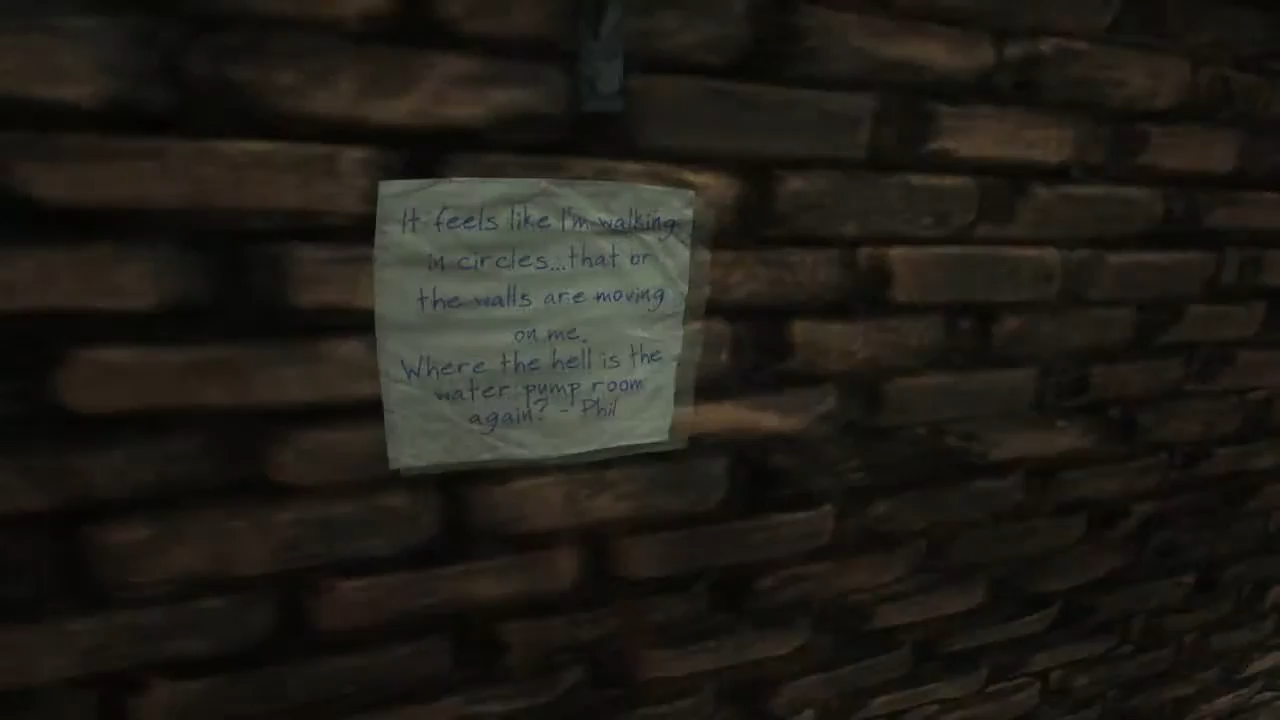 It feels like I'm walking
in circles...that or
the walls are moving
on me.
Where the hell is the
water pump room
again? - Phil